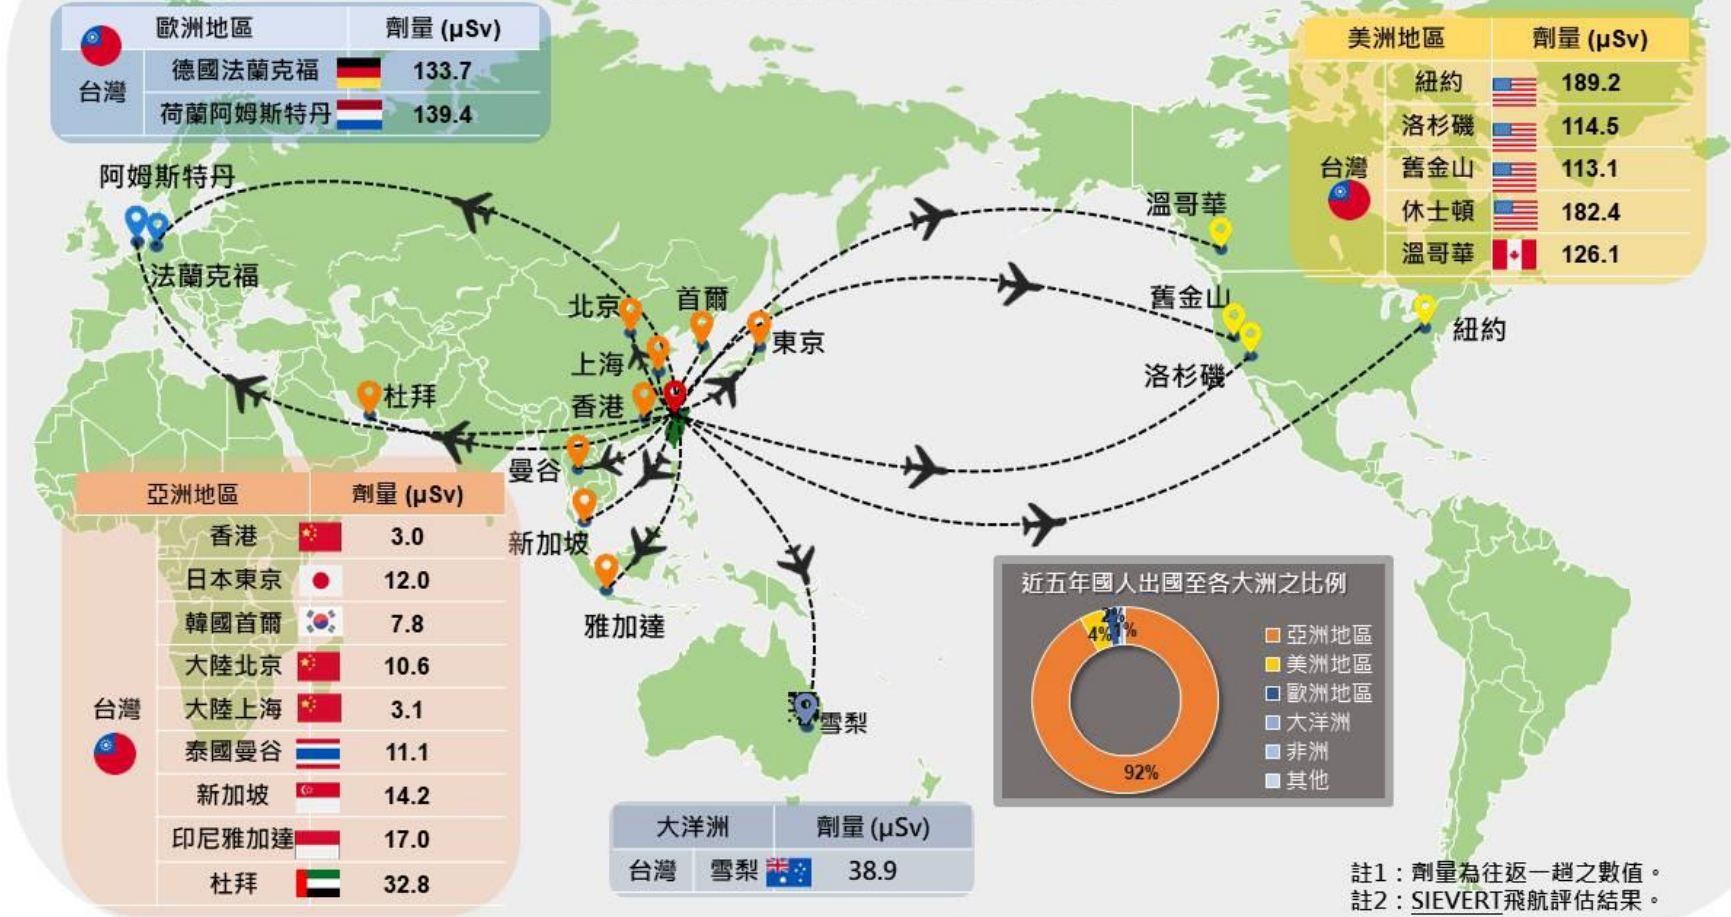 歐洲地區 劑量 (μSv)
台灣
德國法蘭克福 133.7
荷蘭阿姆斯特丹 139.4
美洲地區 劑量 (μSv)
台灣
紐約 189.2
洛杉磯 114.5
舊金山 113.1
休士頓 182.4
溫哥華 126.1
阿姆斯特丹
法蘭克福
溫哥華
北京
首爾
舊金山
紐約
東京
上海
洛杉磯
杜拜
香港
曼谷
新加坡
雅加達
雪梨
亞洲地區 劑量 (μSv)
香港 3.0
日本東京 12.0
韓國首爾 7.8
大陸北京 10.6
台灣
大陸上海 3.1
泰國曼谷 11.1
新加坡 14.2
印尼雅加達 17.0
杜拜 32.8
近五年國人出國至各大洲之比例
2%
4%
1%
92%
亞洲地區
美洲地區
歐洲地區
大洋洲
非洲
其他
大洋洲 劑量 (μSv)
台灣 雪梨 38.9
註1：劑量為往返一趟之數值。
註2：SIEVERT飛航評估結果。